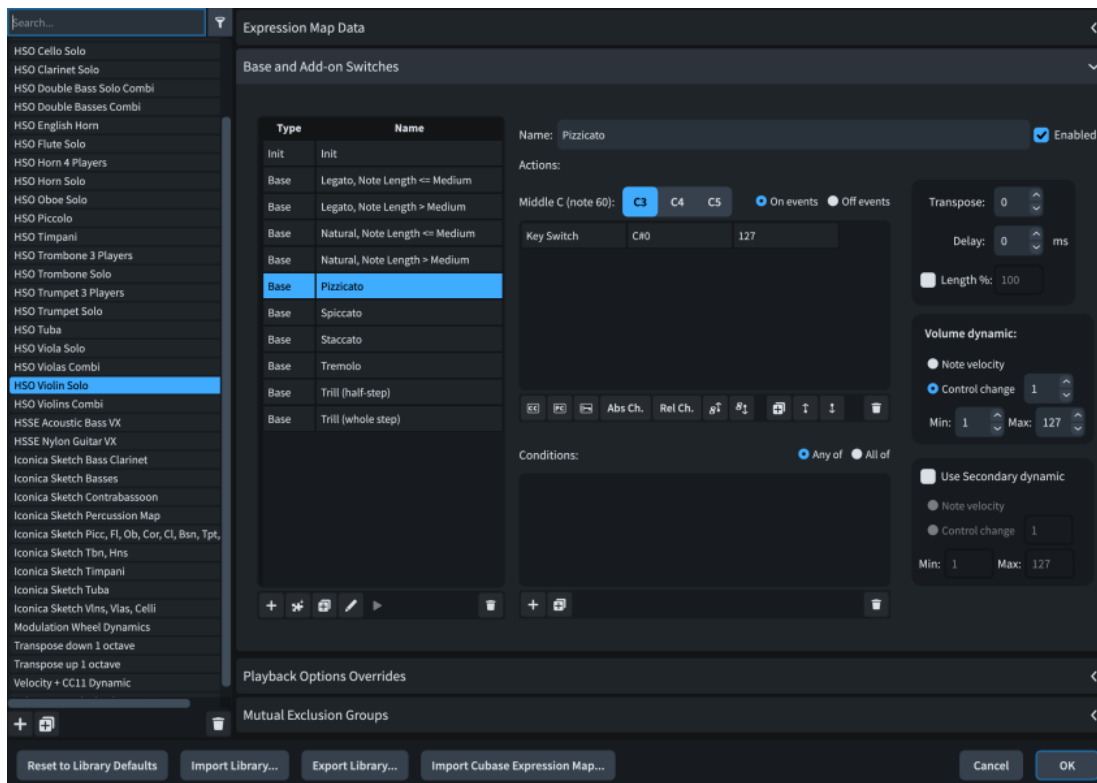 Search...
HSO Cello Solo
HSO Clarinet Solo
HSO Double Bass Solo Combi
HSO Double Basses Combi
HSO English Horn
HSO Flute Solo
HSO Horn 4 Players
HSO Horn Solo
HSO Oboe Solo
HSO Piccolo
HSO Timpani
HSO Trombone 3 Players
HSO Trombone Solo
HSO Trumpet 3 Players
HSO Trumpet Solo
HSO Tuba
HSO Viola Solo
HSO Violas Combi
HSO Violin Solo
HSO Violins Combi
HSSE Acoustic Bass VX
HSSE Nylon Guitar VX
Iconica Sketch Bass Clarinet
Iconica Sketch Basses
Iconica Sketch Contrabassoon
Iconica Sketch Percussion Map
Iconica Sketch Picc, Fl, Ob, Cor, Cl, Bsn, Tpt,
Iconica Sketch Tbn, Hns
Iconica Sketch Timpani
Iconica Sketch Tuba
Iconica Sketch Vlns, Vlas, Celli
Modulation Wheel Dynamics
Transpose down 1 octave
Transpose up 1 octave
Velocity + CC11 Dynamic
Expression Map Data
Base and Add-on Switches
Type Name
Init Init
Base Legato, Note Length <= Medium
Base Legato, Note Length > Medium
Base Natural, Note Length <= Medium
Base Natural, Note Length > Medium
Base Pizzicato
Base Spiccato
Base Staccato
Base Tremolo
Base Trill (half-step)
Base Trill (whole step)
Name: Pizzicato Enabled
Actions:
Middle C (note 60): C3 C4 C5 On events Off events
Key Switch C#0 127
CC PC Abs Ch. Rel Ch. 8 8
Conditions: Any of All of
Transpose: 0
Delay: 0 ms
Length %: 100
Volume dynamic:
Note velocity
Control change 1
Min: 1 Max: 127
Use Secondary dynamic
Note velocity
Control change 1
Min: 1 Max: 127
Playback Options Overrides
Mutual Exclusion Groups
Reset to Library Defaults Import Library... Export Library... Import Cubase Expression Map... Cancel OK